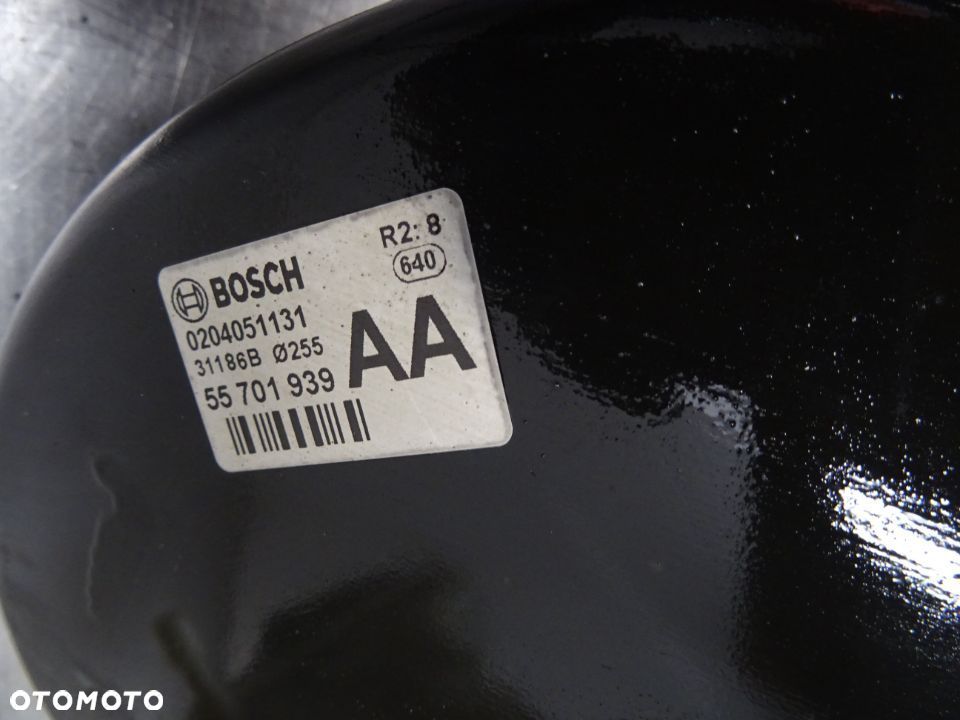 R2: 8
640
BOSCH
0204051131
31186B Ø255
55 701 939
AA
OTOMOTO